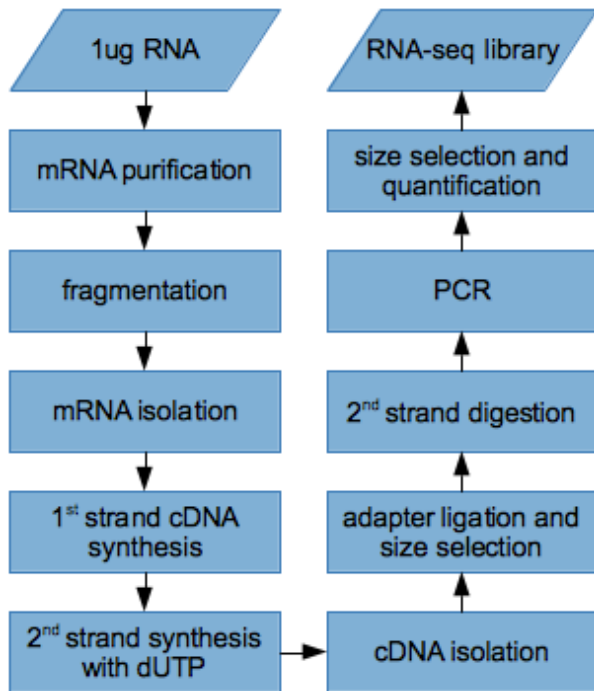 1ug RNA
mRNA purification
fragmentation
mRNA isolation
1st strand cDNA
synthesis
2nd strand synthesis
with dUTP
cDNA isolation
adapter ligation and
size selection
2nd strand digestion
PCR
size selection and
quantification
RNA-seq library